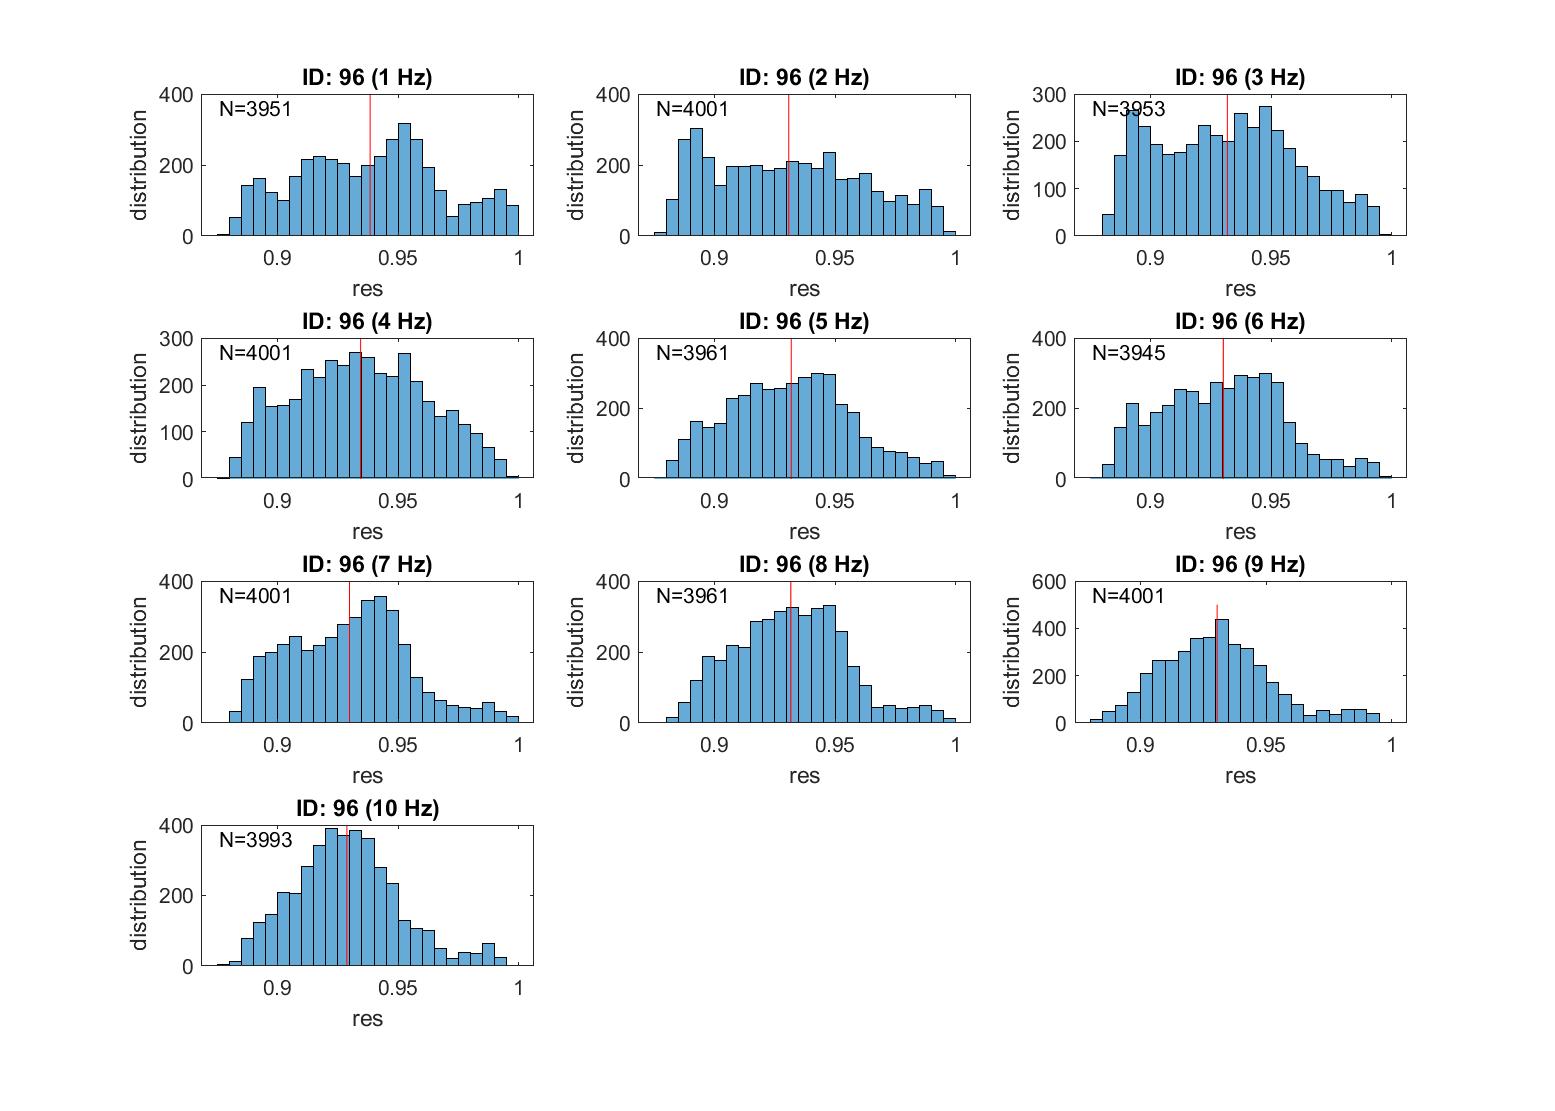 ID: 96 (1 Hz)
N=3951
400
200
0
distribution
0.9 0.95 1
res
ID: 96 (2 Hz)
N=4001
400
200
0
distribution
0.9 0.95 1
res
ID: 96 (3 Hz)
N=3953
300
200
100
0
distribution
0.9 0.95 1
res
ID: 96 (4 Hz)
N=4001
300
200
100
0
distribution
0.9 0.95 1
res
ID: 96 (5 Hz)
N=3961
400
200
0
distribution
0.9 0.95 1
res
ID: 96 (6 Hz)
N=3945
400
200
0
distribution
0.9 0.95 1
res
ID: 96 (7 Hz)
N=4001
400
200
0
distribution
0.9 0.95 1
res
ID: 96 (8 Hz)
N=3961
400
200
0
distribution
0.9 0.95 1
res
ID: 96 (9 Hz)
N=4001
600
400
200
0
distribution
0.9 0.95 1
res
ID: 96 (10 Hz)
N=3993
400
200
0
distribution
0.9 0.95 1
res